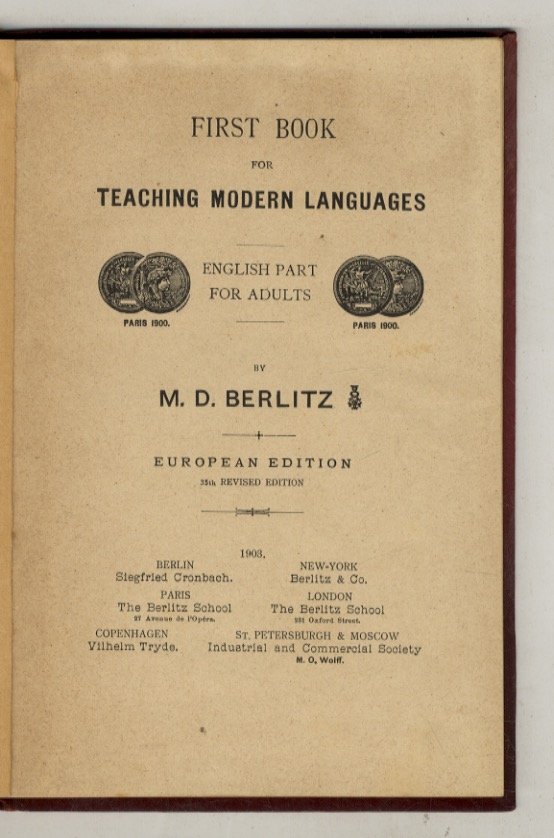 FIRST BOOK
FOR
TEACHING MODERN LANGUAGES
ENGLISH PART
FOR ADULTS
PARIS 1900.
PARIS 1900.
BY
M. D. BERLITZ
EUROPEAN EDITION
35th REVISED EDITION
1903.
BERLIN
Siegfried Cronbach.
NEW-YORK
Berlitz & Co.
PARIS
The Berlitz School
27 Avenue de l'Opéra.
LONDON
The Berlitz School
231 Oxford Street.
COPENHAGEN
Vilhelm Tryde.
ST. PETERSBURGH & MOSCOW
Industrial and Commercial Society
M. O. Wolff.